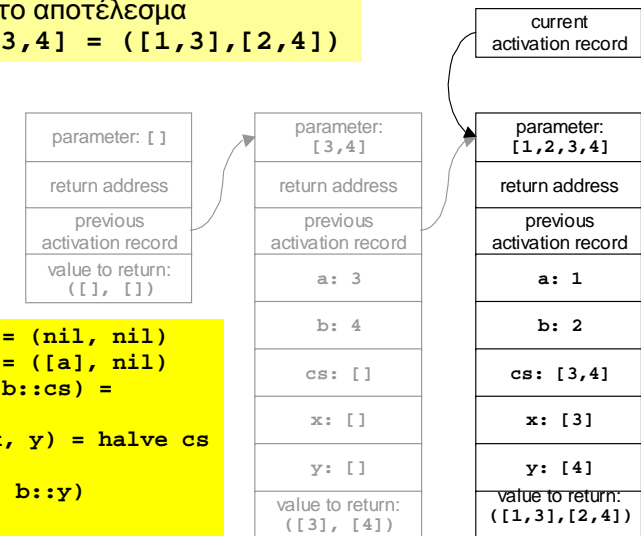 το αποτέλεσμα
3,4] = ([1,3],[2,4])
current
activation record
parameter: []
return address
previous
activation record
value to return:
([], [])
parameter:
[3,4]
return address
previous
activation record
a: 3
b: 4
cs: []
x: []
y: []
value to return:
([3], [4])
parameter:
[1,2,3,4]
return address
previous
activation record
a: 1
b: 2
cs: [3,4]
x: [3]
y: [4]
value to return:
([1,3],[2,4])
= (nil, nil)
= ([a], nil)
b::cs) =
, y) = halve cs
b::y)